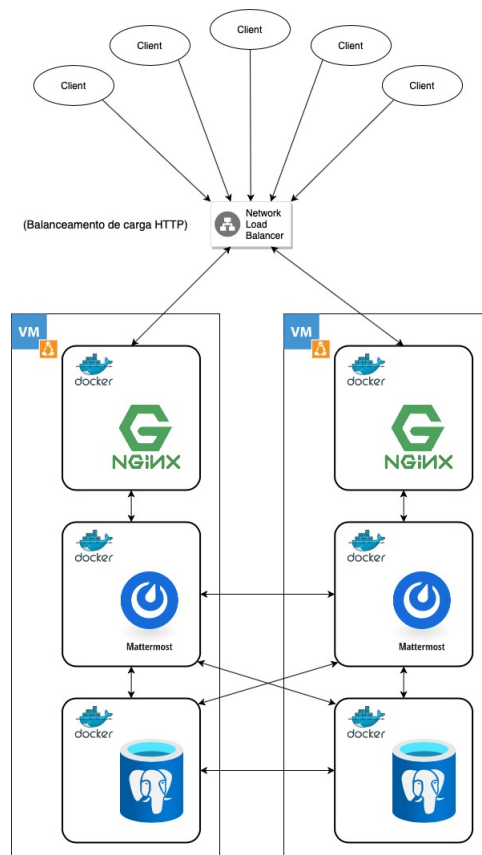 Client
Client
Client
Client
Client
(Balanceamento de carga HTTP)
Network
Load
Balancer
VM
VM
docker
docker
NGiNX
NGiNX
docker
docker
Mattermost
Mattermost
docker
docker